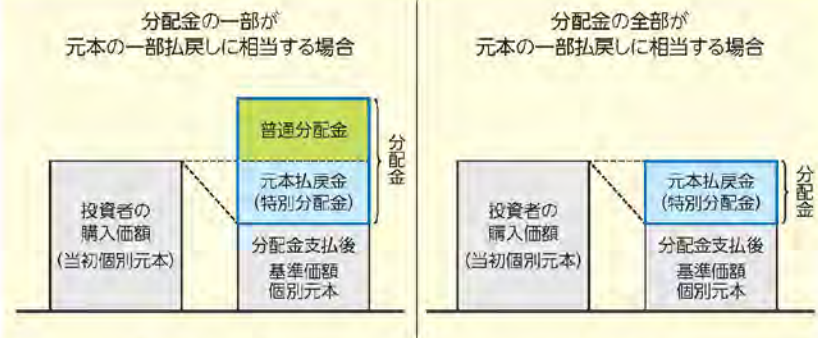 分配金の一部が
元本の一部払戻しに相当する場合
普通分配金
元本払戻金
(特別分配金)
分配金
投資者の
購入価額
(当初個別元本)
分配金支払後
基準価額
個別元本
分配金の全部が
元本の一部払戻しに相当する場合
元本払戻金
(特別分配金)
分配金
投資者の
購入価額
(当初個別元本)
分配金支払後
基準価額
個別元本